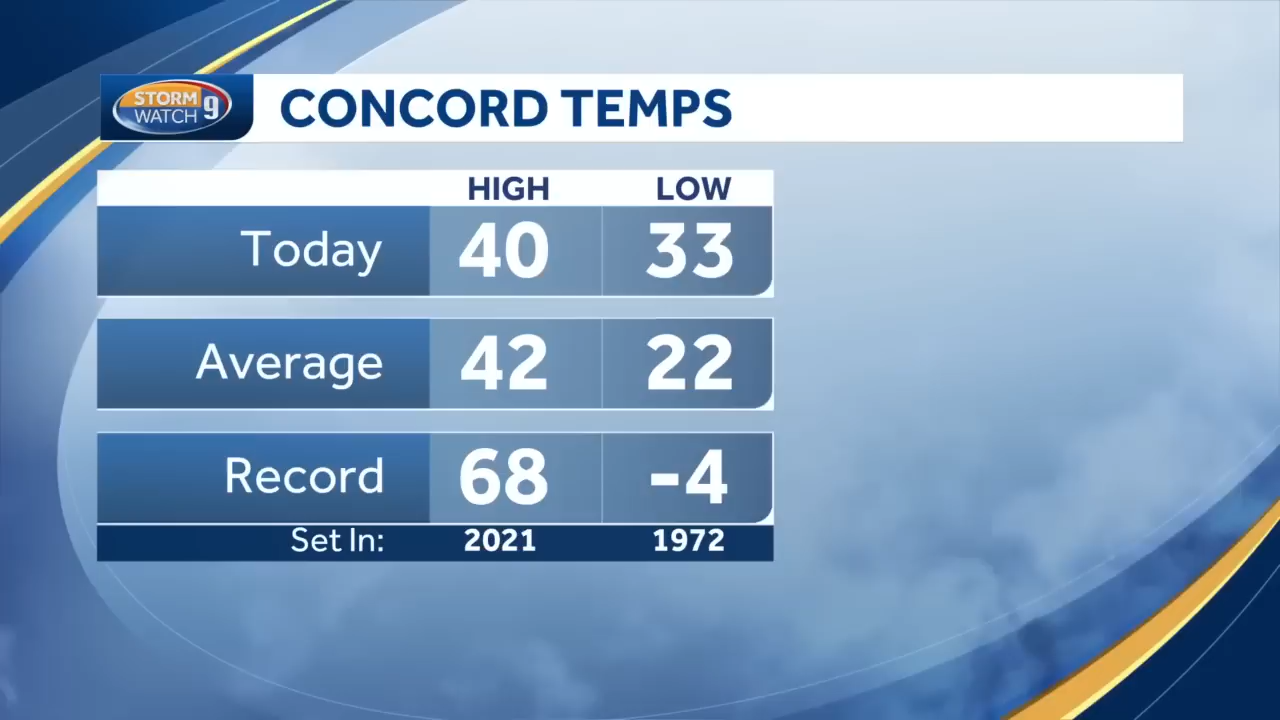 STORM
WATCH 9
CONCORD TEMPS
HIGH LOW
Today 40 33
Average 42 22
Record 68 -4
Set In: 2021 1972